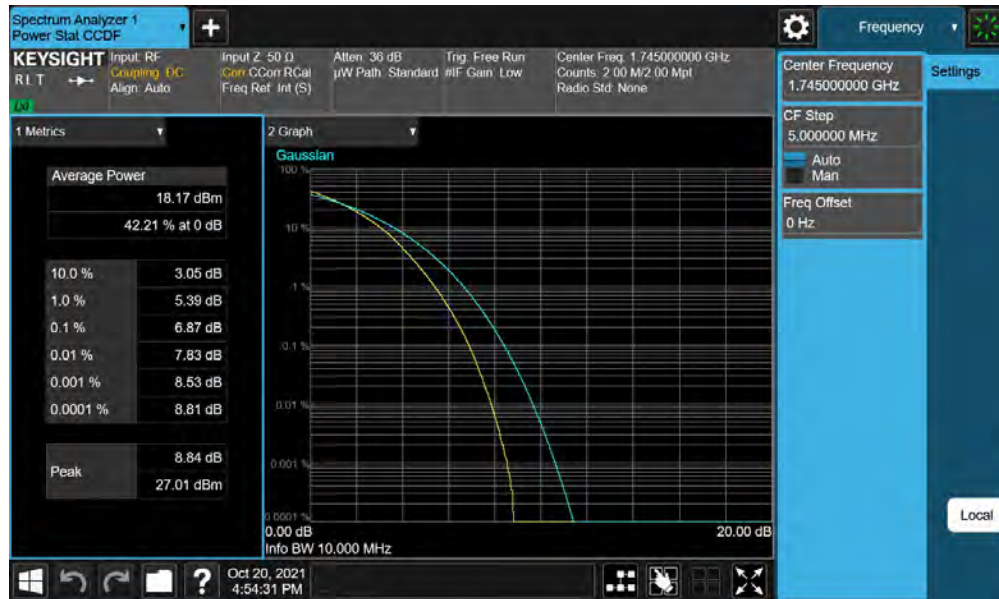 Spectrum Analyzer 1
Power Stat CCDF
+
Frequency
KEYSIGHT
RLT
Input: RF
Coupling: DC
Align: Auto
Input Z: 50 Ω
Corr CCorr RCal
Freq Ref: Int (S)
Atten: 36 dB
µW Path: Standard
Trig: Free Run
#IF Gain: Low
Center Freq: 1.745000000 GHz
Counts: 2.00 M/2.00 Mpt
Radio Std: None
Center Frequency
1.745000000 GHz
Settings
CF Step
5.000000 MHz
Auto
Man
Freq Offset
0 Hz
Local
1 Metrics
Average Power
18.17 dBm
42.21 % at 0 dB
10.0 % 3.05 dB
1.0 % 5.39 dB
0.1 % 6.87 dB
0.01 % 7.83 dB
0.001 % 8.53 dB
0.0001 % 8.81 dB
Peak
8.84 dB
27.01 dBm
2 Graph
Gaussian
100 %
10 %
1 %
0.1 %
0.01 %
0.001 %
0.0001 %
0.00 dB 20.00 dB
Info BW 10.000 MHz
?
Oct 20, 2021
4:54:31 PM